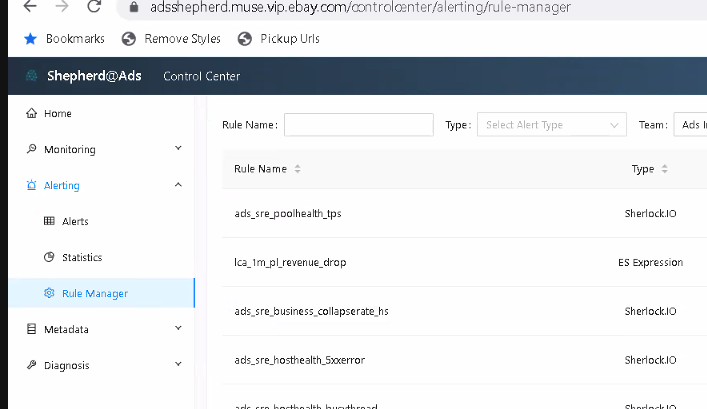 adsshepherd.muse.vip.ebay.com/controlcenter/alerting/rule-manager
Bookmarks Remove Styles Pickup Urls
Shepherd@Ads Control Center
Home
Rule Name: Type: Select Alert Type Team: Ads
Monitoring
Rule Name Type
Alerting
ads_sre_poolhealth_tps Sherlock.IO
Alerts
Statistics
lca_1m_pl_revenue_drop ES Expression
Rule Manager
ads_sre_business_collapserate_hs Sherlock.IO
Metadata
ads_sre_hosthealth_5xxerror Sherlock.IO
Diagnosis
ads_sre_hosthealth_busythread Sherlock.IO